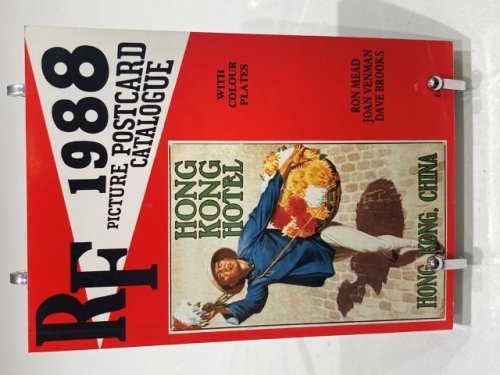 RF 1988
PICTURE POSTCARD
CATALOGUE
WITH
COLOUR
PLATES
RON MEAD
JOAN VENMAN
DAVE BROOKS
HONG
KONG
HOTEL
HONG KONG, CHINA